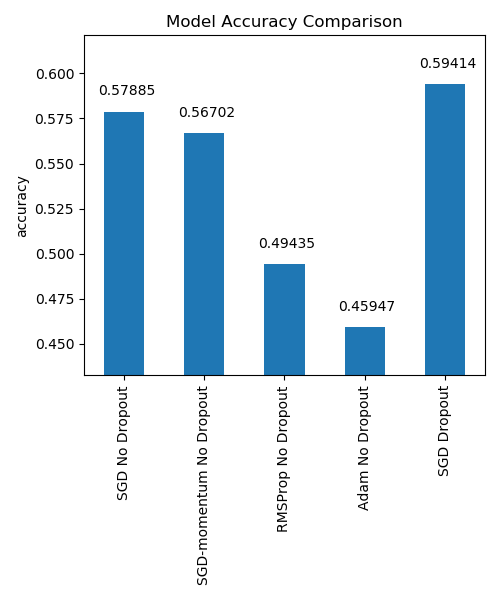 Model Accuracy Comparison
accuracy
0.600
0.575
0.550
0.525
0.500
0.475
0.450
0.57885
0.56702
0.49435
0.45947
0.59414
SGD No Dropout
SGD-momentum No Dropout
RMSProp No Dropout
Adam No Dropout
SGD Dropout